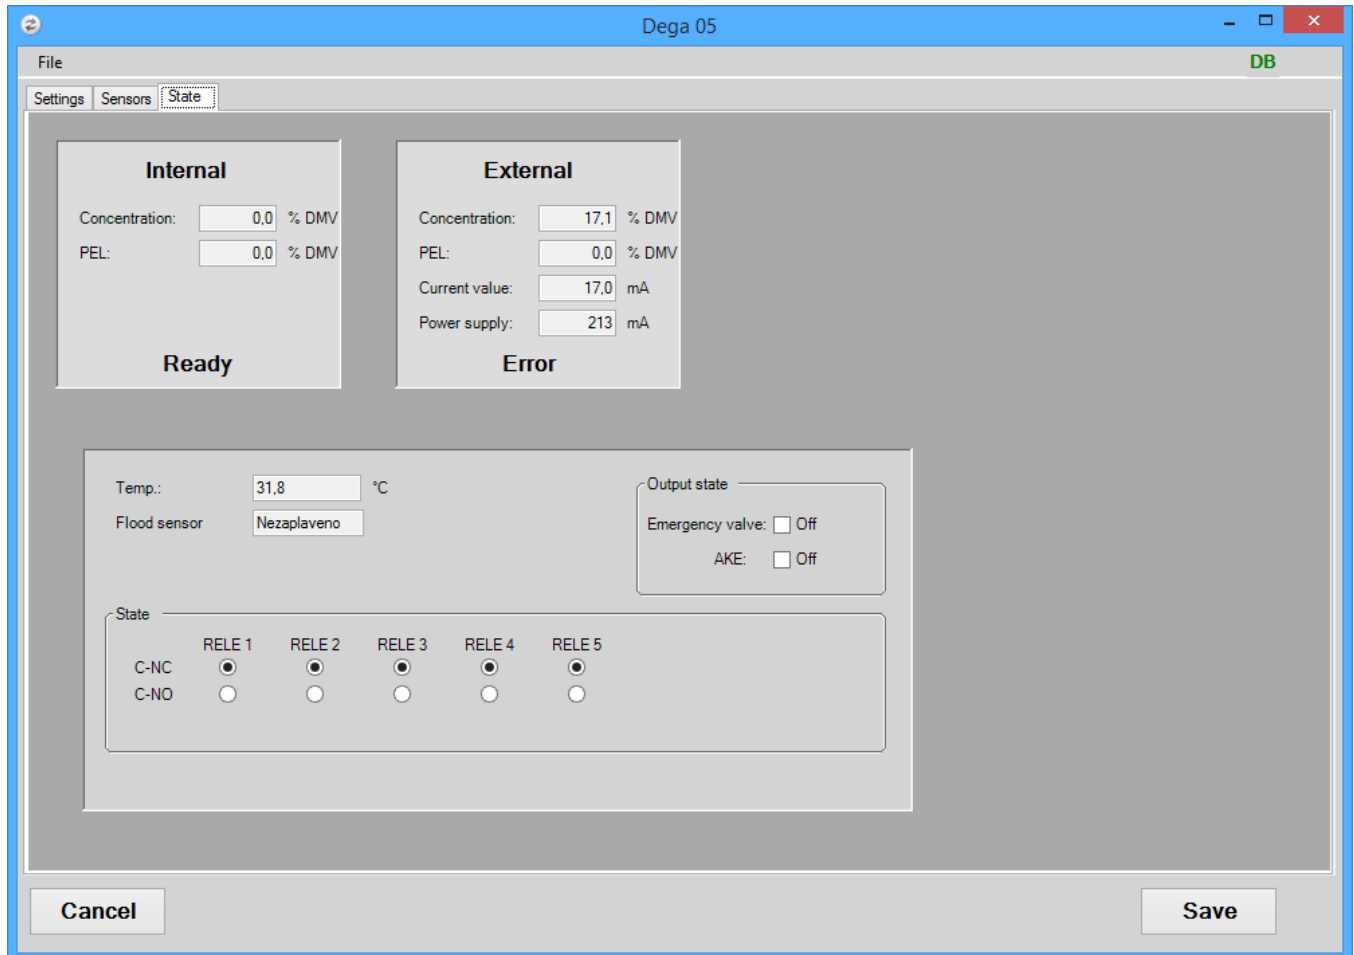 Dega 05
File
DB
Settings Sensors State
Internal
Concentration: 0,0 % DMV
PEL: 0,0 % DMV
Ready
External
Concentration: 17,1 % DMV
PEL: 0,0 % DMV
Current value: 17,0 mA
Power supply: 213 mA
Error
Temp.: 31,8 °C
Flood sensor Nezaplaveno
Output state
Emergency valve: Off
AKE: Off
State
RELE 1 RELE 2 RELE 3 RELE 4 RELE 5
C-NC
C-NO
Cancel
Save